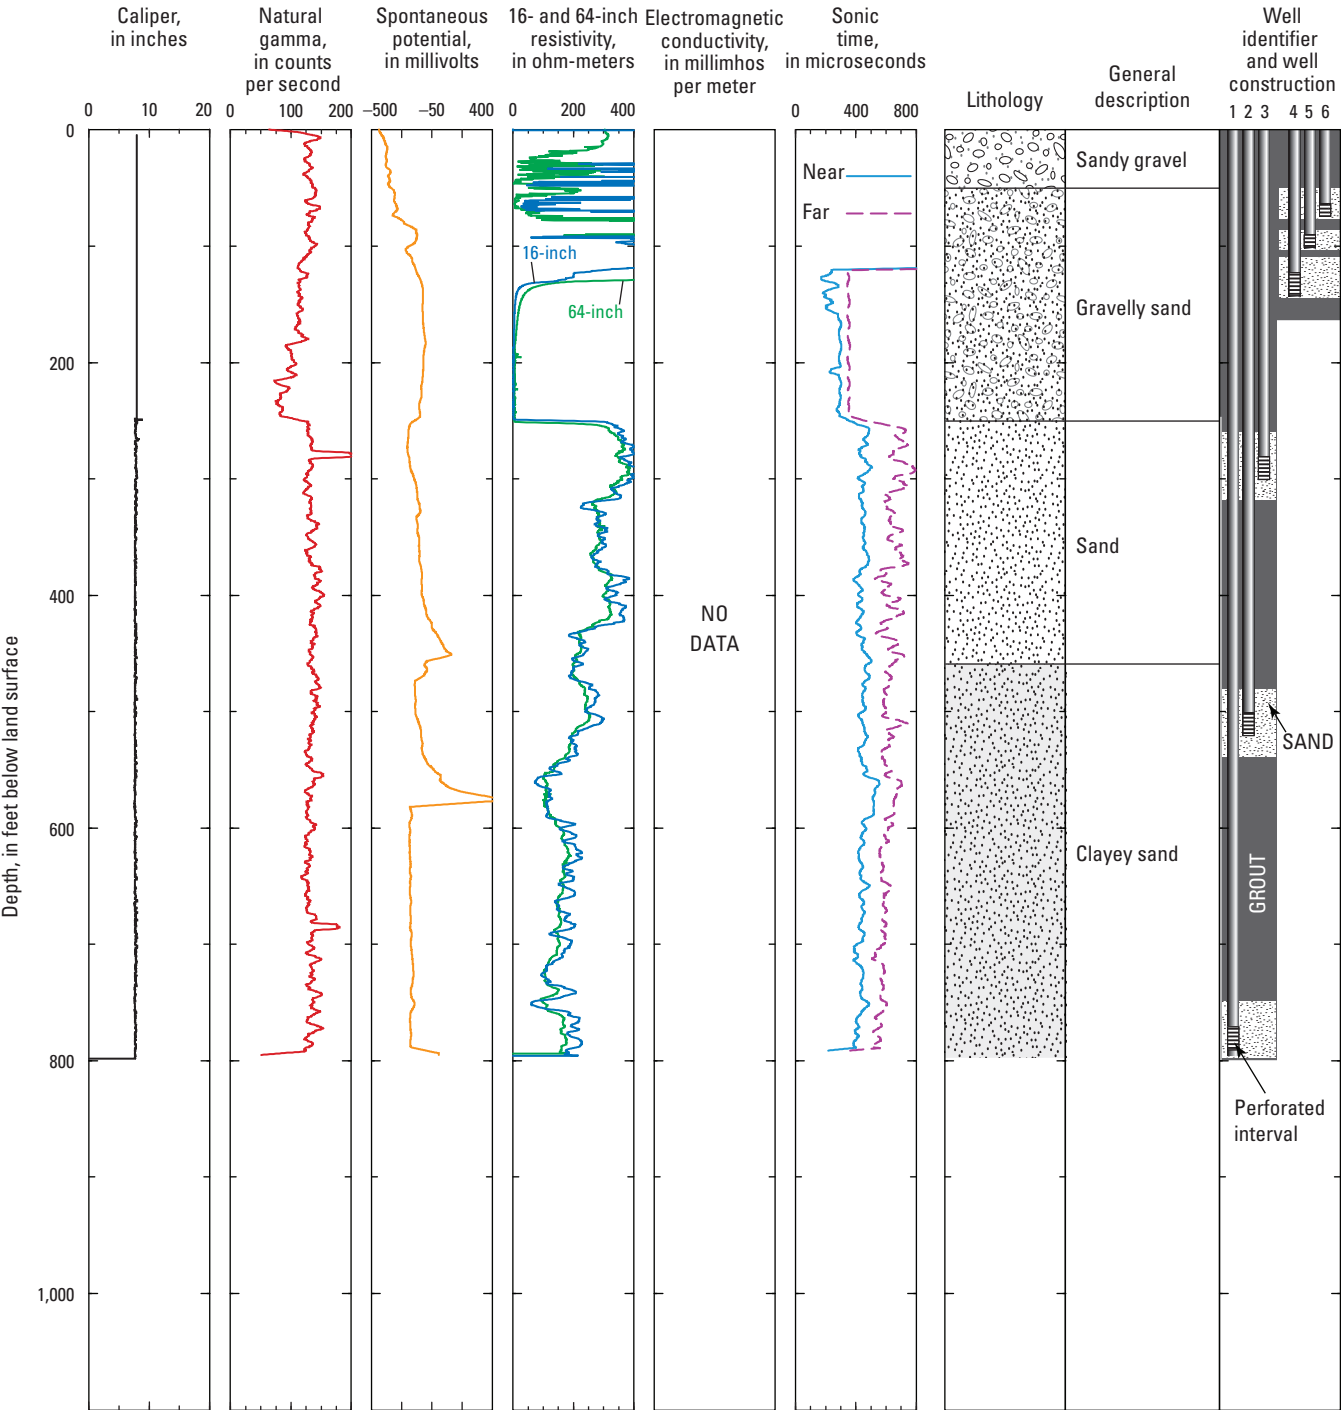 Caliper,
in inches
Natural
gamma,
in counts
per second
Spontaneous
potential,
in millivolts
16- and 64-inch
resistivity,
in ohm-meters
Electromagnetic
conductivity,
in millimhos
per meter
Sonic
time,
in microseconds
Lithology
General
description
Well
identifier
and well
construction
0 10 20
0 100 200
–500 –50 400
0 200 400
0 400 800
1 2 3 4 5 6
Depth, in feet below land surface
0
200
400
600
800
1,000
16-inch
64-inch
NO
DATA
Near
Far
Sandy gravel
Gravelly sand
Sand
Clayey sand
SAND
GROUT
Perforated
interval